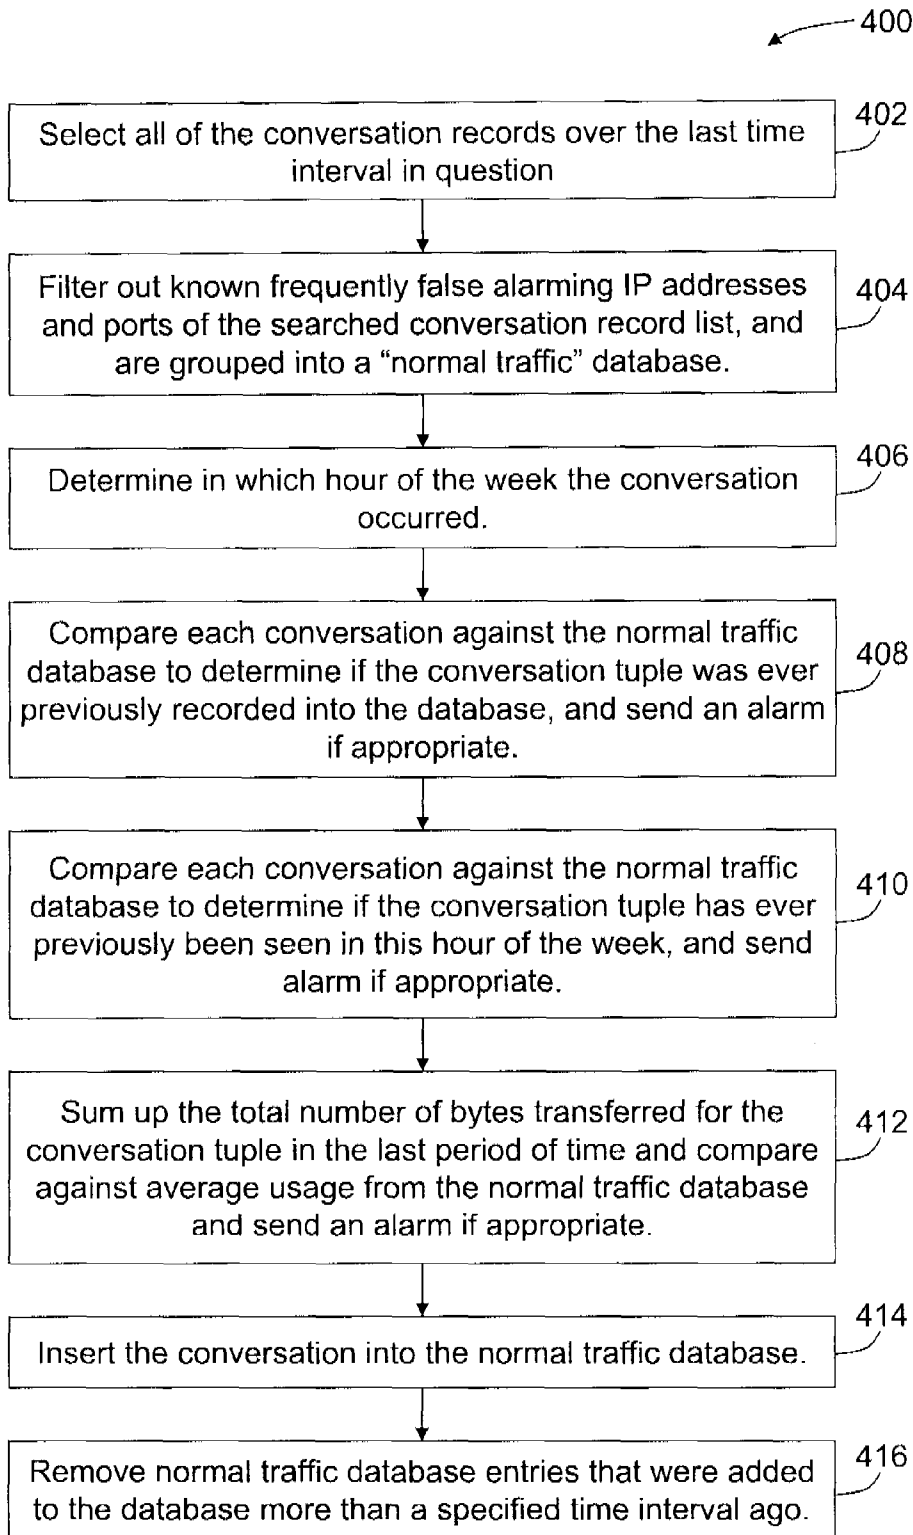 400
Select all of the conversation records over the last time
interval in question
402
Filter out known frequently false alarming IP addresses
and ports of the searched conversation record list, and
are grouped into a “normal traffic” database.
404
Determine in which hour of the week the conversation
occurred.
406
Compare each conversation against the normal traffic
database to determine if the conversation tuple was ever
previously recorded into the database, and send an alarm
if appropriate.
408
Compare each conversation against the normal traffic
database to determine if the conversation tuple has ever
previously been seen in this hour of the week, and send
alarm if appropriate.
410
Sum up the total number of bytes transferred for the
conversation tuple in the last period of time and compare
against average usage from the normal traffic database
and send an alarm if appropriate.
412
Insert the conversation into the normal traffic database.
414
Remove normal traffic database entries that were added
to the database more than a specified time interval ago.
416